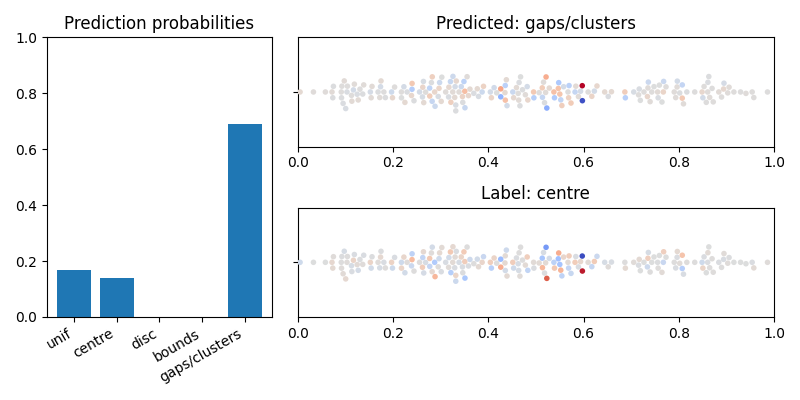 Prediction probabilities
1.0
0.8
0.6
0.4
0.2
0.0
unif
centre
disc
bounds
gaps/clusters
Predicted: gaps/clusters
0.0 0.2 0.4 0.6 0.8 1.0
Label: centre
0.0 0.2 0.4 0.6 0.8 1.0